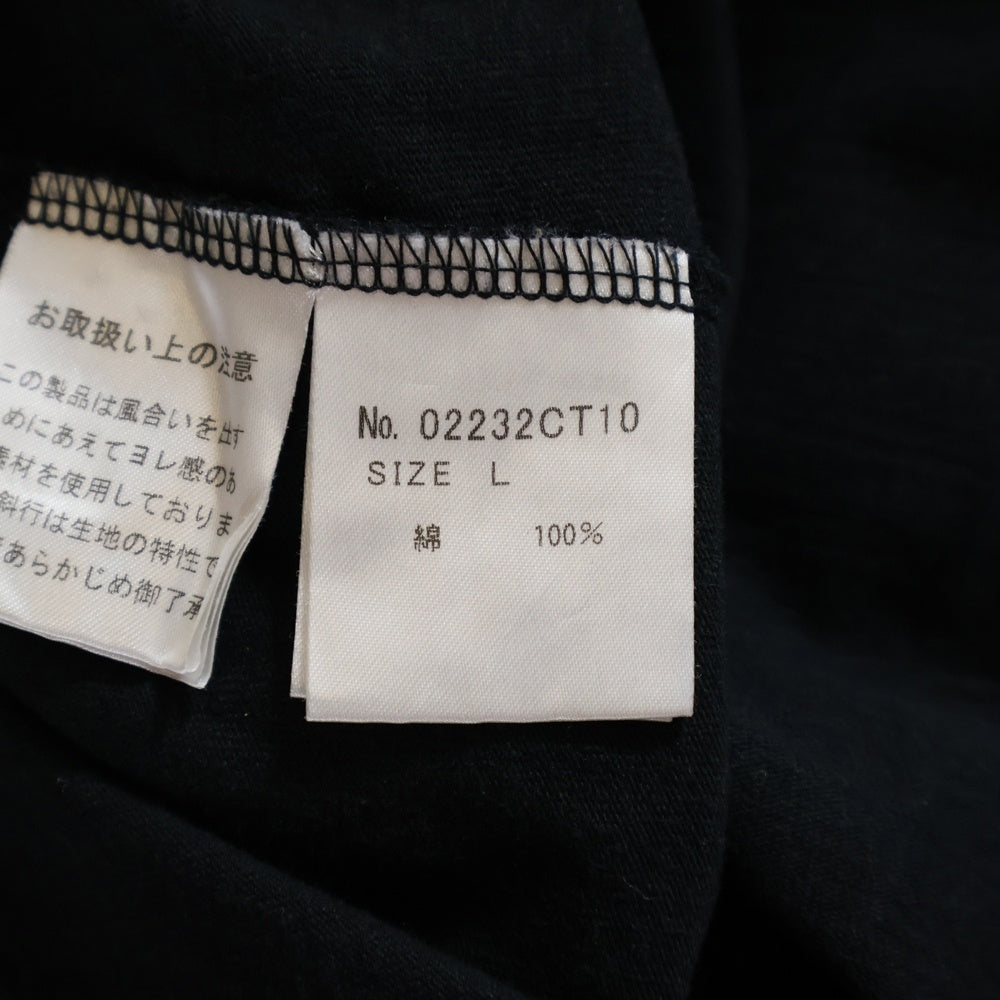 お取扱い上の注意
この製品は風合いを出す
めにあえてヨレ感のあ
素材を使用しておりま
斜行は生地の特性で
あらかじめ御了承
No. 02232CT10
SIZE L
綿 100%